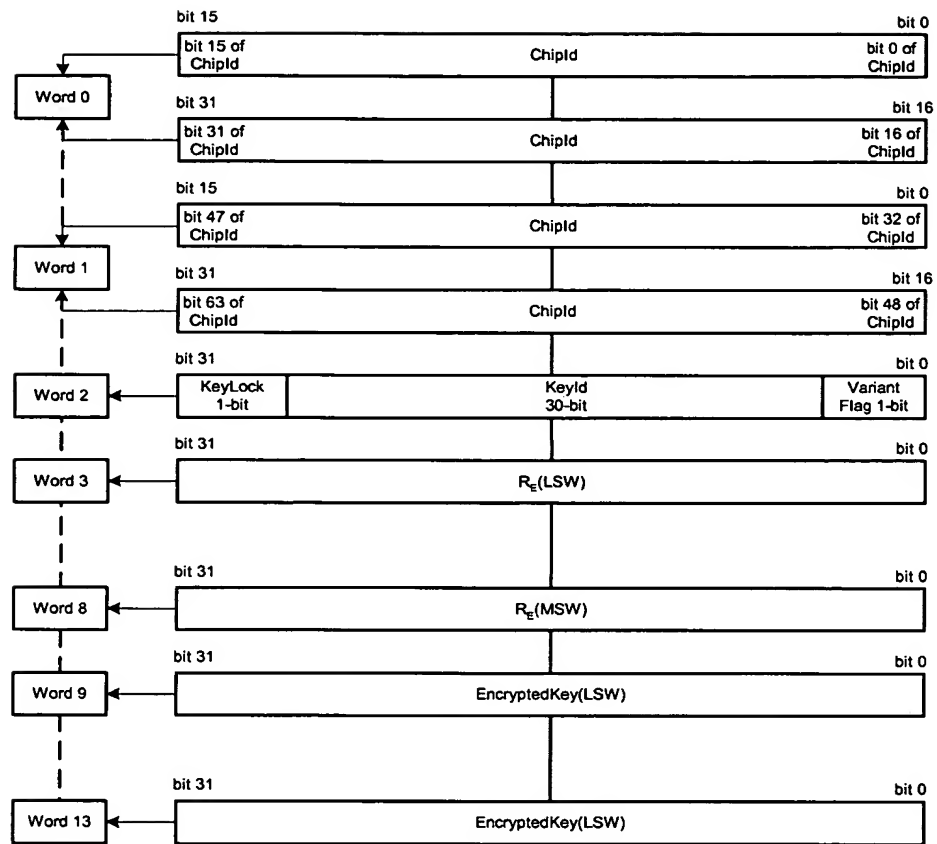 bit 15 bit 0
bit 15 of ChipId ChipId bit 0 of ChipId
Word 0
bit 31 bit 16
bit 31 of ChipId ChipId bit 16 of ChipId
bit 15 bit 0
bit 47 of ChipId ChipId bit 32 of ChipId
Word 1
bit 31 bit 16
bit 63 of ChipId ChipId bit 48 of ChipId
bit 31 bit 0
Word 2
KeyLock 1-bit KeyId 30-bit Variant Flag 1-bit
bit 31 bit 0
Word 3 R_E(LSW)
bit 31 bit 0
Word 8 R_E(MSW)
bit 31 bit 0
Word 9 EncryptedKey(LSW)
bit 31 bit 0
Word 13 EncryptedKey(LSW)